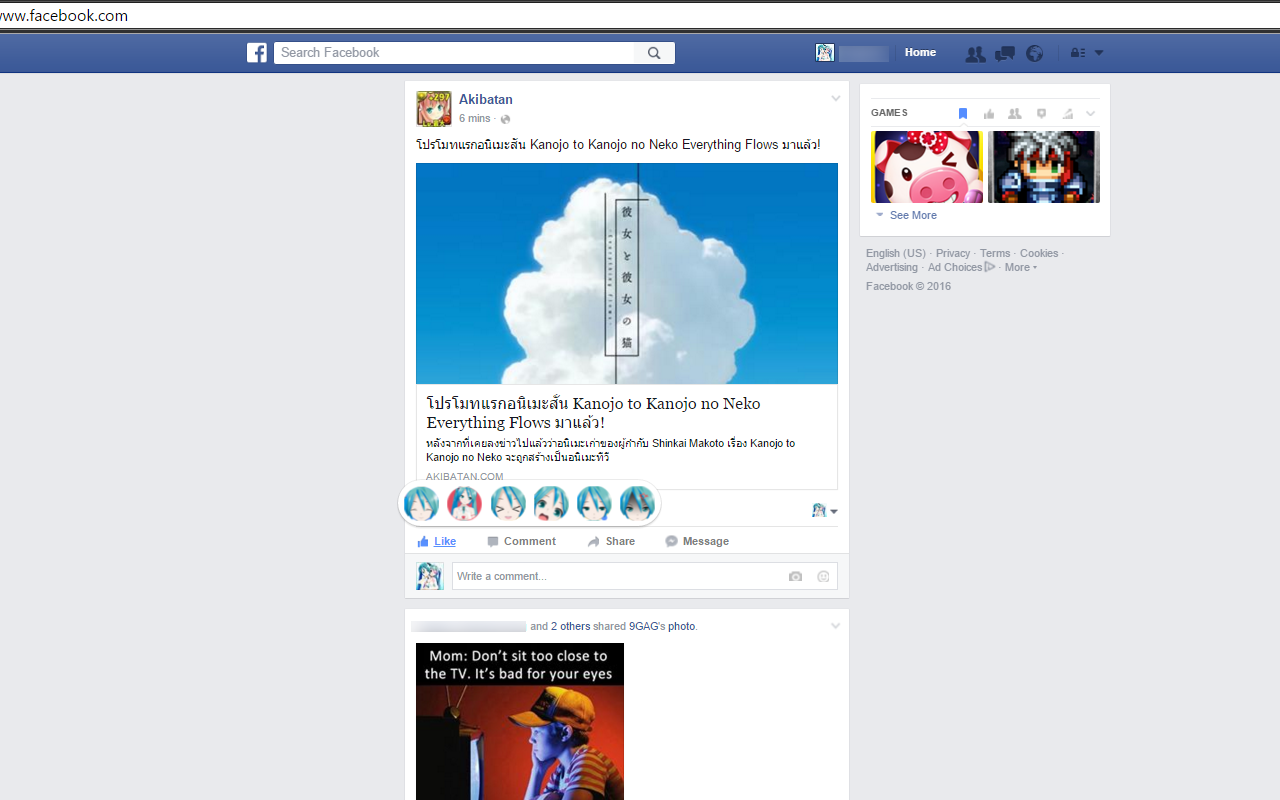 www.facebook.com
Search Facebook
Home
Akibatan
6 mins ·
โปรโมทแรกอนิเมะสั้น Kanojo to Kanojo no Neko Everything Flows มาแล้ว!
彼女と彼女の猫
-Everything Flows-
โปรโมทแรกอนิเมะสั้น Kanojo to Kanojo no Neko
Everything Flows มาแล้ว!
หลังจากที่เคยลงข่าวไปแล้วว่าอนิเมะเก่าของผู้กำกับ Shinkai Makoto เรื่อง Kanojo to
Kanojo no Neko จะถูกสร้างเป็นอนิเมะทีวี
AKIBATAN.COM
Like
Comment
Share
Message
Write a comment...
and 2 others shared 9GAG's photo.
Mom: Don't sit too close to
the TV. It's bad for your eyes
GAMES
See More
English (US) · Privacy · Terms · Cookies ·
Advertising · Ad Choices · More
Facebook © 2016